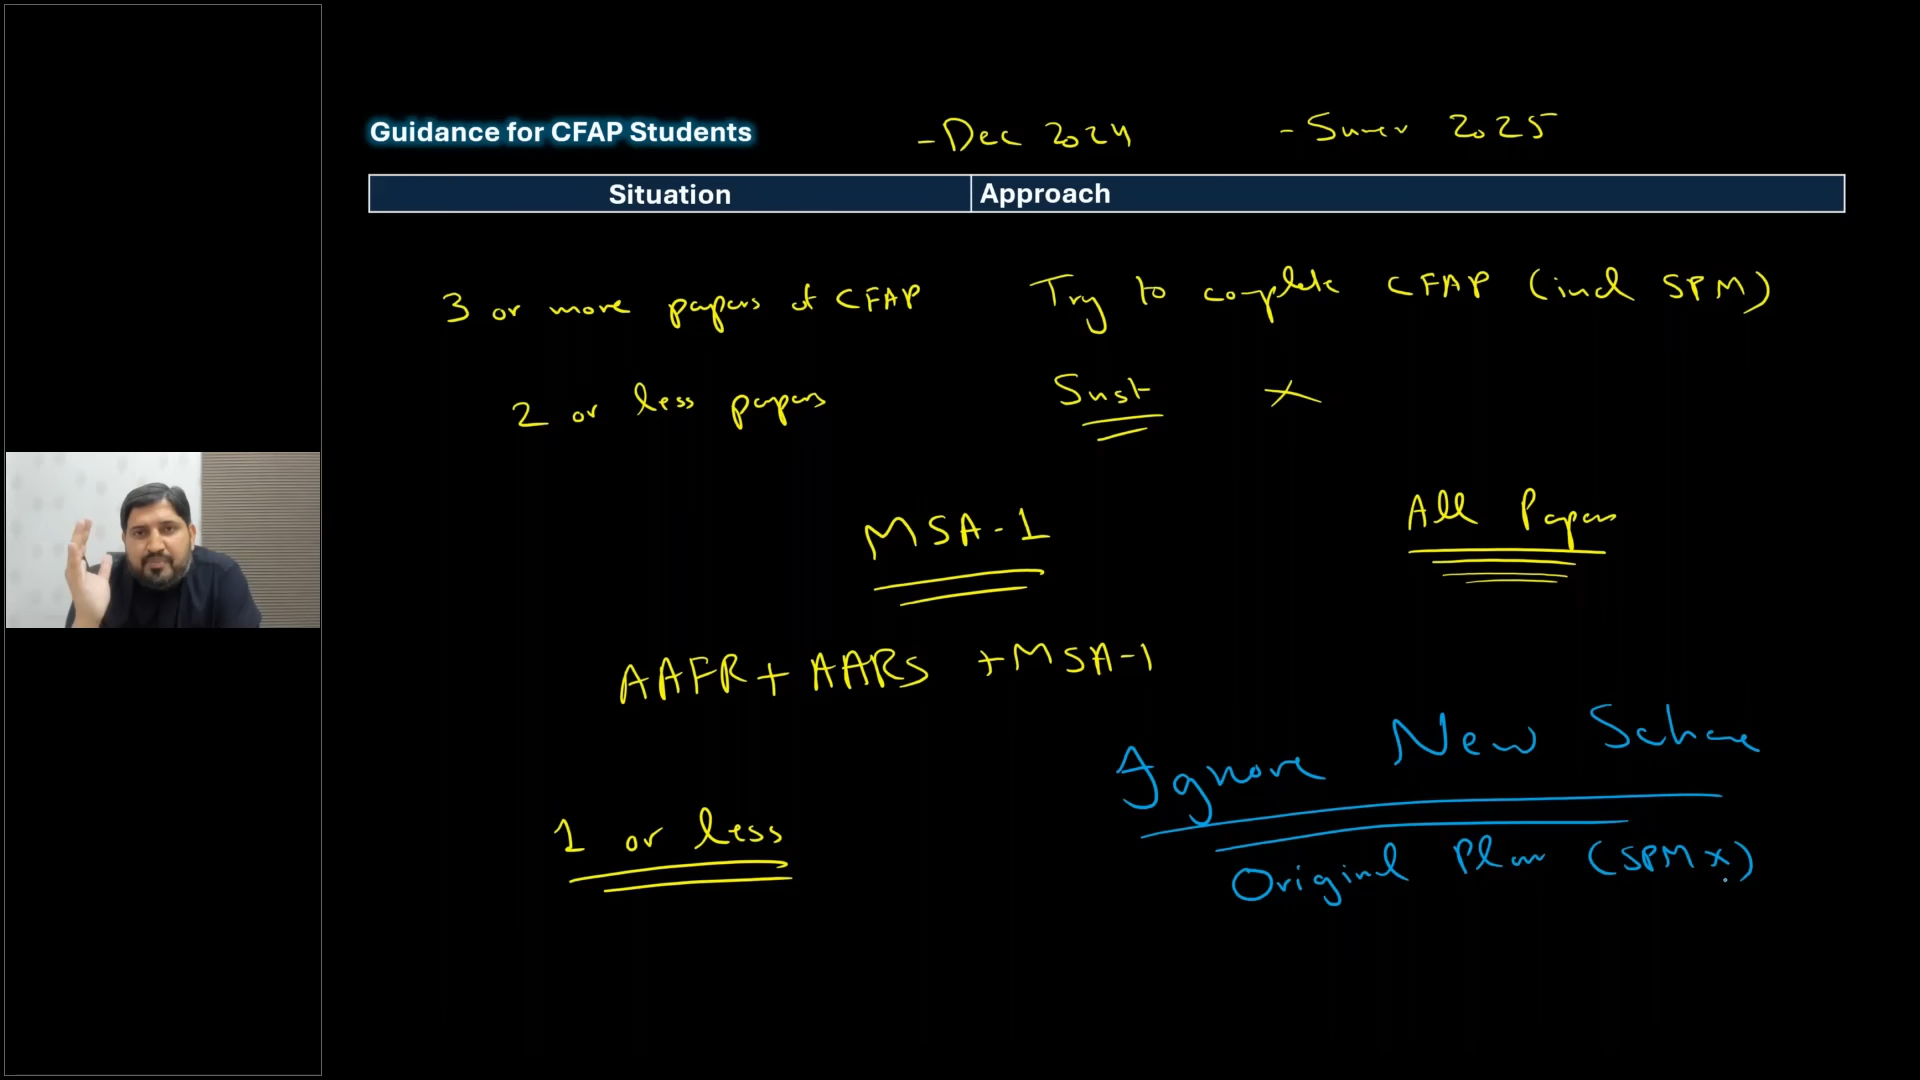 Guidance for CFAP Students - Dec 2024 - Summer 2025
Situation Approach
3 or more papers of CFAP Try to complete CFAP (incl SPM)
2 or less papers Sust X
MSA-1 All Papers
AAFR + AARS + MSA-1
Ignore New Scheme
1 or less
Original Plan (SPM x)